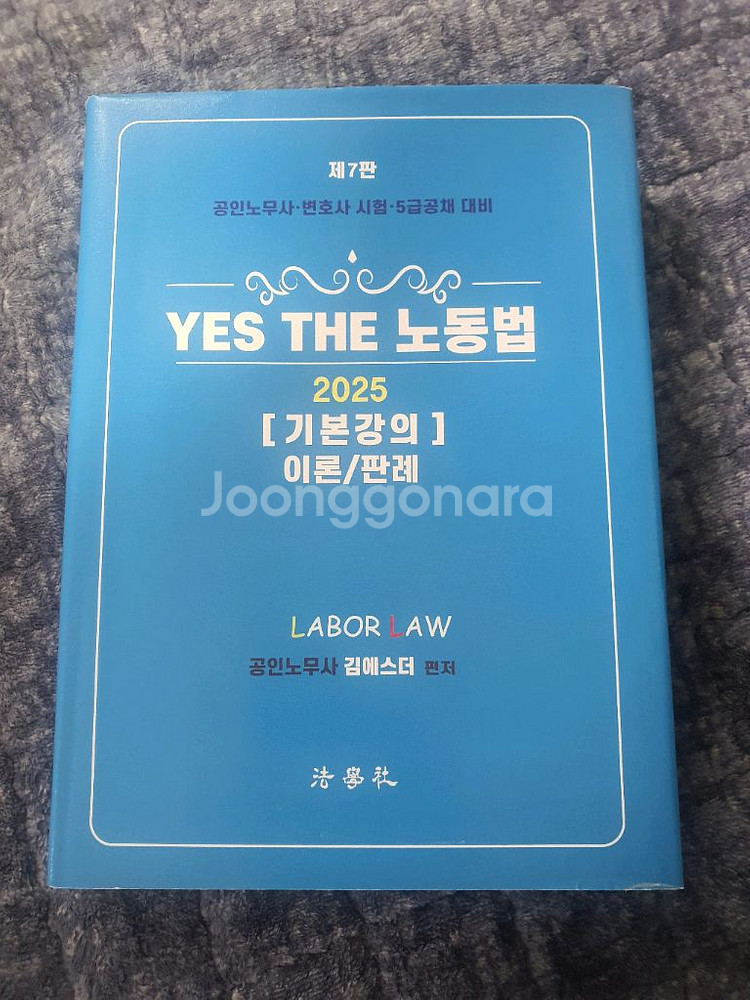 제7판
공인노무사·변호사 시험·5급공채 대비
YES THE 노동법
2025
[기본강의]
이론/판례
Joonggonara
LABOR LAW
공인노무사 김에스더 편저
法學社